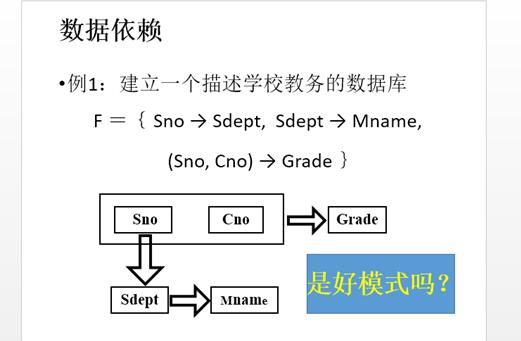 数据依赖
•例1：建立一个描述学校教务的数据库
F ＝｛ Sno → Sdept, Sdept → Mname,
(Sno, Cno) → Grade ｝
Sno Cno Grade
是好模式吗？
Sdept Mname